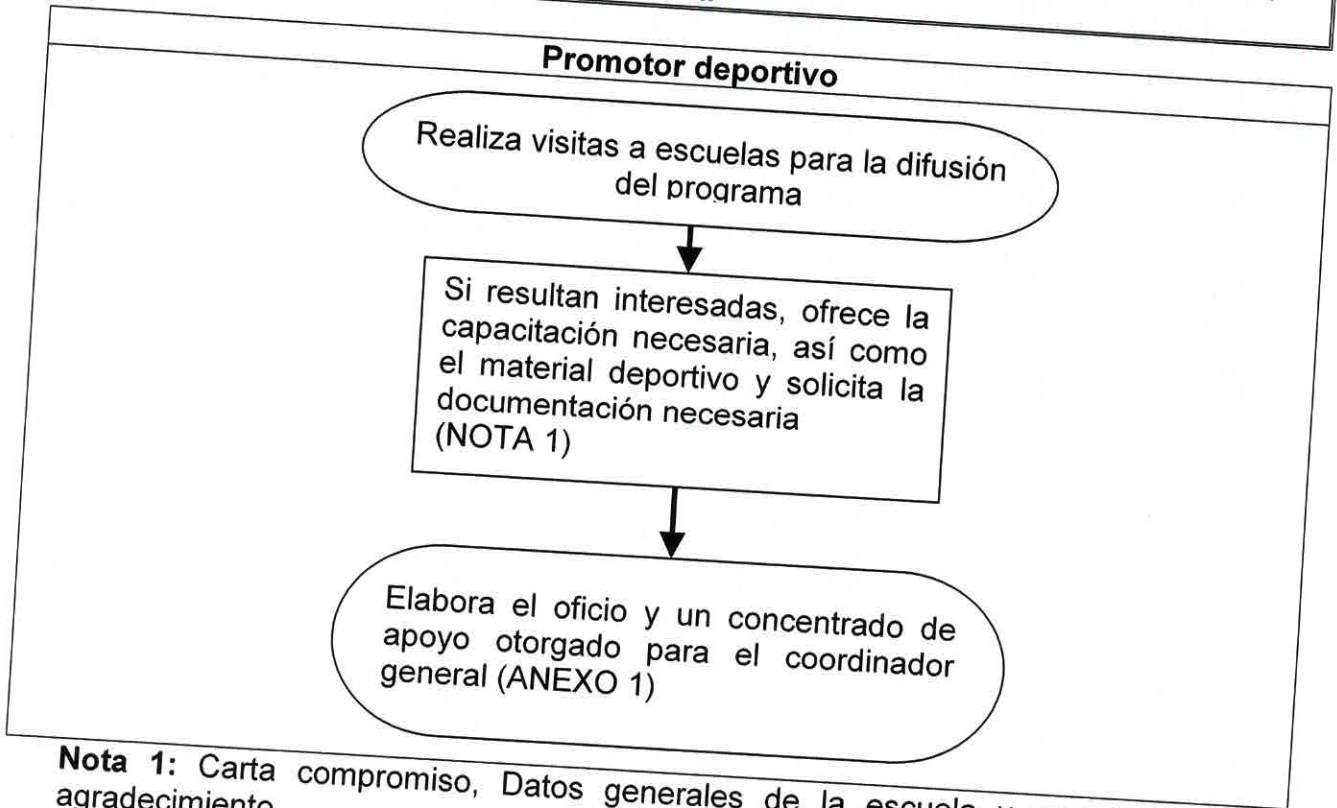 Promotor deportivo
Realiza visitas a escuelas para la difusión
del programa
Si resultan interesadas, ofrece la
capacitación necesaria, así como
el material deportivo y solicita la
documentación necesaria
(NOTA 1)
Elabora el oficio y un concentrado de
apoyo otorgado para el coordinador
general (ANEXO 1)
Nota 1: Carta compromiso, Datos generales de la escuela
agradecimiento